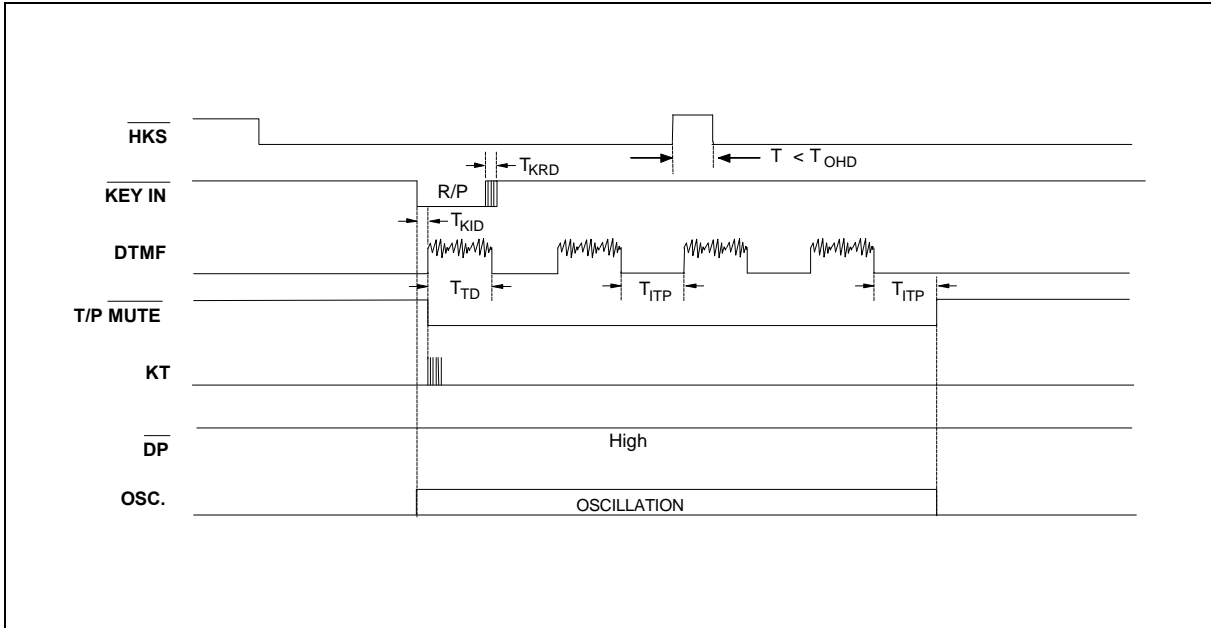 HKS
T < TOHD
TKRD
KEY IN
R/P
TKID
DTMF
TTD
TITP
TITP
T/P MUTE
KT
DP
High
OSC.
OSCILLATION